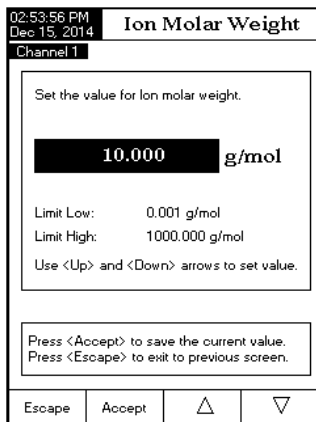 02:53:56 PM
Dec 15, 2014
Ion Molar Weight
Channel 1
Set the value for Ion molar weight.
10.000 g/mol
Limit Low: 0.001 g/mol
Limit High: 1000.000 g/mol
Use <Up> and <Down> arrows to set value.
Press <Accept> to save the current value.
Press <Escape> to exit to previous screen.
Escape Accept